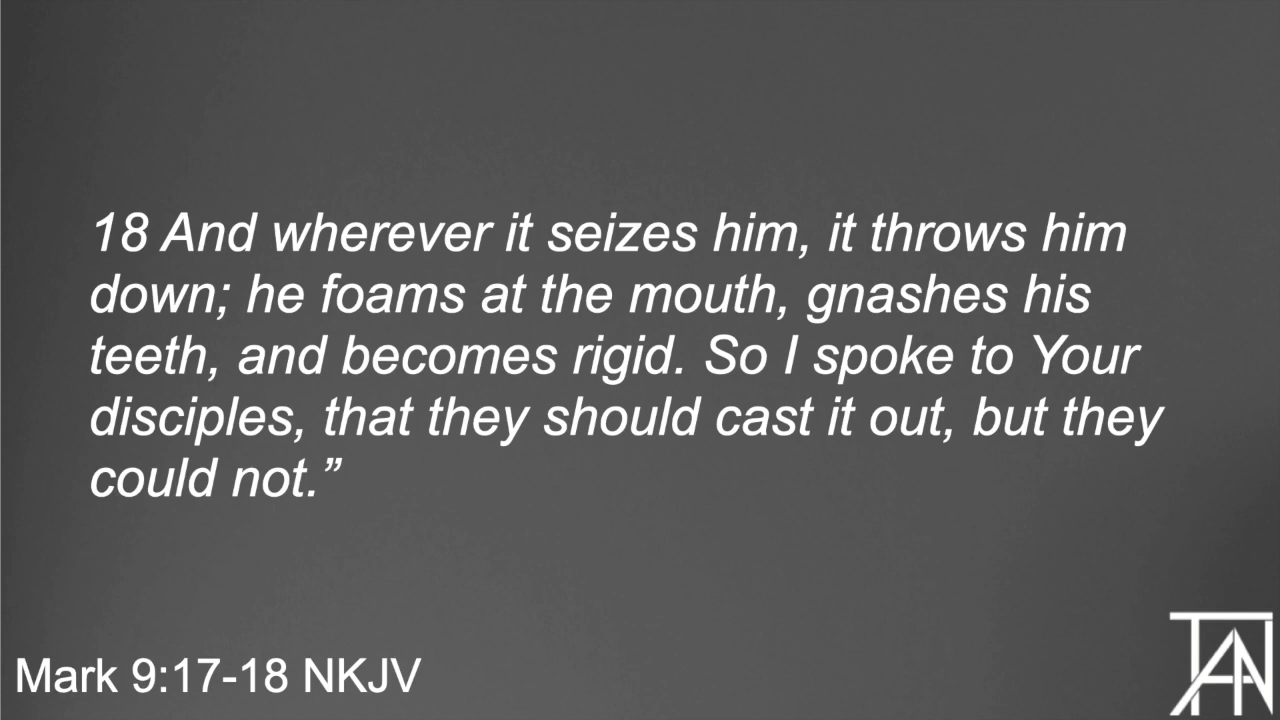 18 And wherever it seizes him, it throws him
down; he foams at the mouth, gnashes his
teeth, and becomes rigid. So I spoke to Your
disciples, that they should cast it out, but they
could not.”
Mark 9:17-18 NKJV